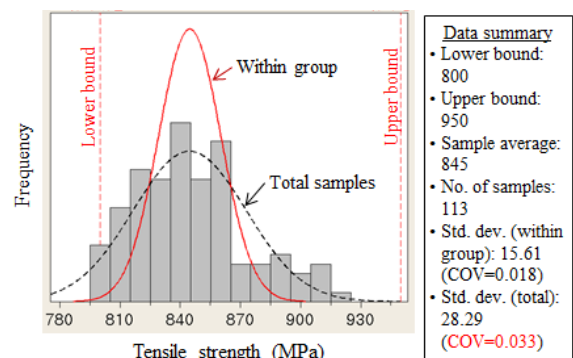 Lower bound
Within group
Upper bound
Total samples
Frequency
780 810 840 870 900 930
Tensile strength (MPa)
Data summary
• Lower bound:
800
• Upper bound:
950
• Sample average:
845
• No. of samples:
113
• Std. dev. (within
group): 15.61
(COV=0.018)
• Std. dev. (total):
28.29
(COV=0.033)